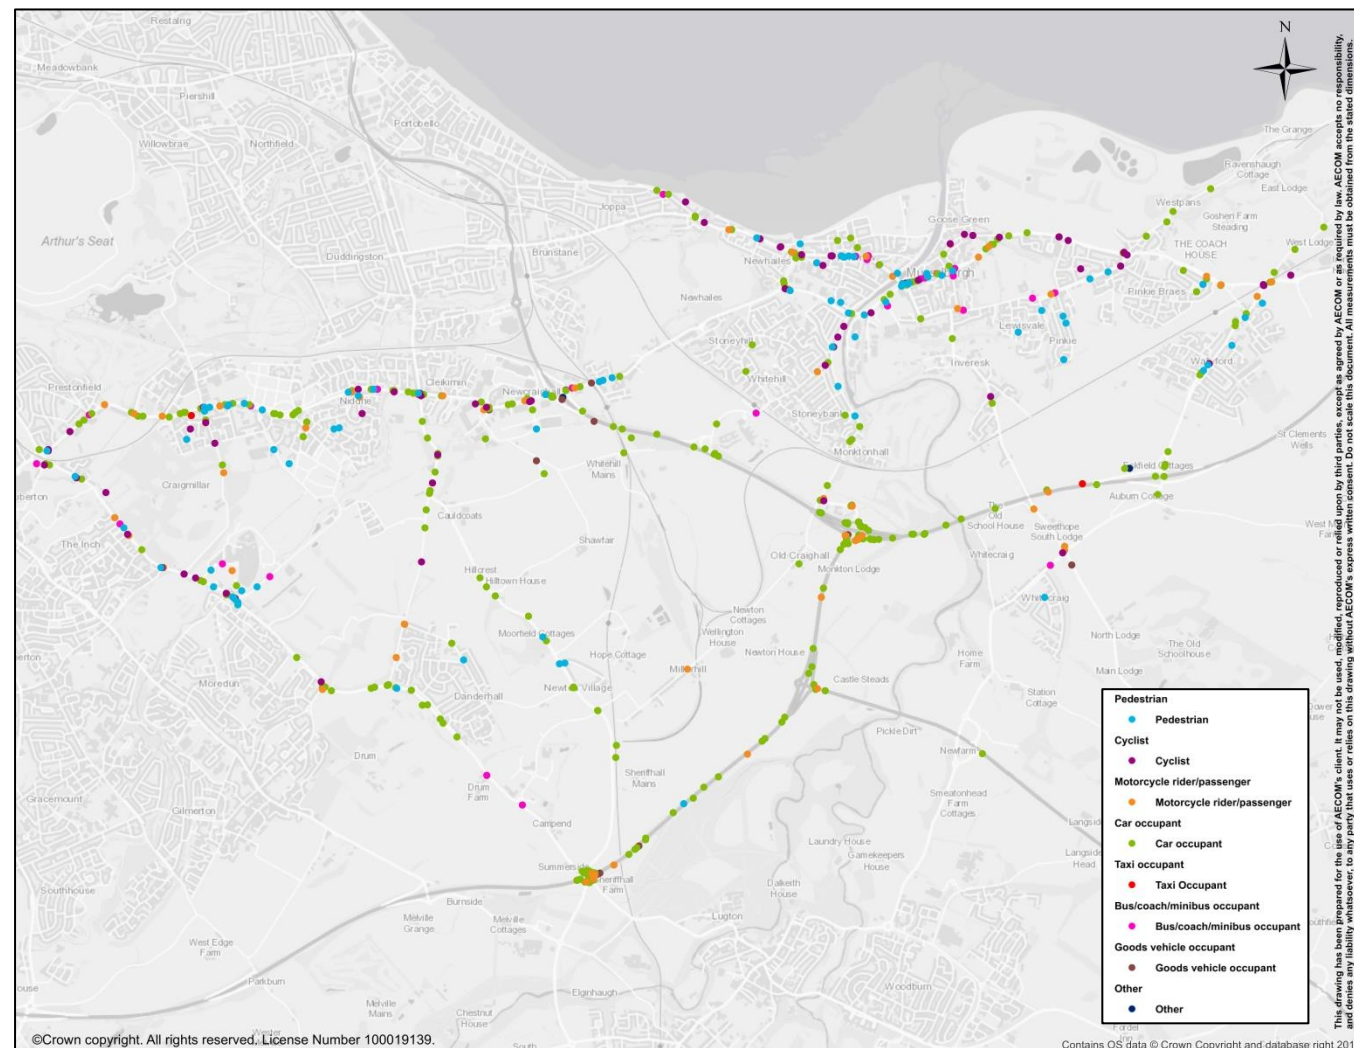 Restalrig
Meadowbank
Piershill
Portobello
Willowbrae
Northfield
N
The Grange
Ravenshaugh
Cottage
East Lodge
Joppa
Westpans
Goose Green
Goshen Farm
Steading
Arthur's Seat
Duddingston
Brunstane
Newhailes
THE COACH
HOUSE
West Lodge
Musselburgh
Pinkie Braes
Newhailes
Lewisvale
Stoneyhill
Pinkie
Inveresk
Wallyford
Whitehill
Prestonfield
Cleikimin
Newcraighall
Niddrie
Stoneybank
St Clements
Wells
Monktonhall
Whitehill
Mains
Craigmillar
Auburn Cottage
The
Old
School House
Cauldcoats
The Inch
Shawfair
Swenthope
South Lodge
Old Craighall
Whitecraig
Monkton Lodge
Hillcrest
Hilltown House
Newton
Cottages
Whitecraig
Moorfield Cottages
Wellington
House
North Lodge
The Old
Schoolhouse
Hope Cottage
Newton House
Home
Farm
Millerhill
Main Lodge
Moredun
Castle Steads
Danderhall
Newton Village
Station
Cottage
Pickle Dirt
Drum
Newfarm
Sheriffhall
Mains
Drum
Farm
Gracemount
Gilmerton
Smeatonhead
Farm
Cottages
Campend
Laundry House
Gamekeepers
House
Langside
Head
Summerside
Sheriffhall
Farm
Dalkeith
House
Southhouse
Burnside
Melville
Grange
Melville
Cottages
Lugton
West Edge
Farm
Parkburn
Woodburn
Elginhaugh
Melville
Mains
Chestnut
House
Pedestrian
Pedestrian
Cyclist
Cyclist
Motorcycle rider/passenger
Motorcycle rider/passenger
Car occupant
Car occupant
Taxi occupant
Taxi Occupant
Bus/coach/minibus occupant
Bus/coach/minibus occupant
Goods vehicle occupant
Goods vehicle occupant
Other
Other
This drawing has been prepared for the use of AECOM's client. It may not be used, modified, reproduced or relied upon by third parties, except as agreed by AECOM or as required by law. AECOM accepts no responsibility,
and denies any liability whatsoever, to any party that uses or relies on this drawing without AECOM's express written consent. Do not scale this document. All measurements must be obtained from the stated dimensions.
©Crown copyright. All rights reserved. License Number 100019139.
Contains OS data © Crown Copyright and database right 201